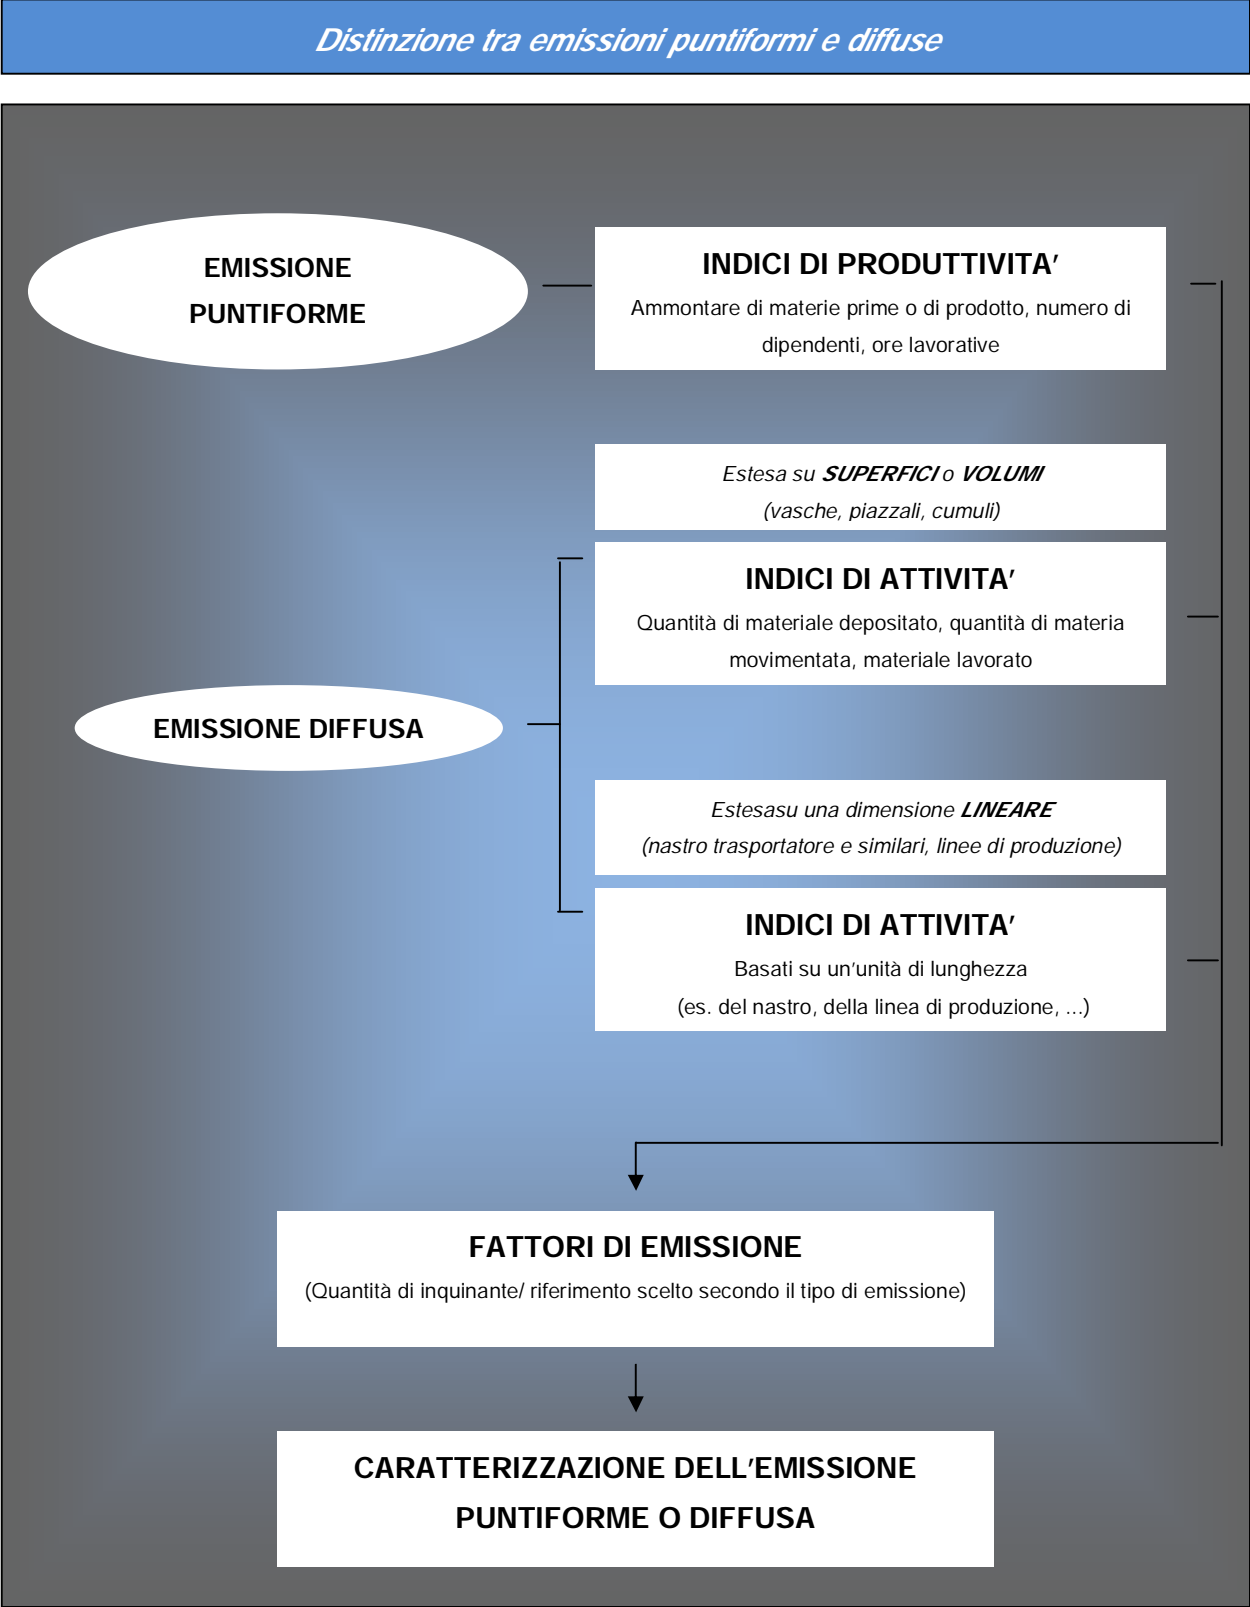 Distinzione tra emissioni puntiformi e diffuse
EMISSIONE
PUNTIFORME
INDICI DI PRODUTTIVITA’
Ammontare di materie prime o di prodotto, numero di
dipendenti, ore lavorative
Estesa su SUPERFICI o VOLUMI
(vasche, piazzali, cumuli)
INDICI DI ATTIVITA’
Quantità di materiale depositato, quantità di materia
movimentata, materiale lavorato
EMISSIONE DIFFUSA
Estesasu una dimensione LINEARE
(nastro trasportatore e similari, linee di produzione)
INDICI DI ATTIVITA’
Basati su un’unità di lunghezza
(es. del nastro, della linea di produzione, ...)
FATTORI DI EMISSIONE
(Quantità di inquinante/ riferimento scelto secondo il tipo di emissione)
CARATTERIZZAZIONE DELL’EMISSIONE
PUNTIFORME O DIFFUSA